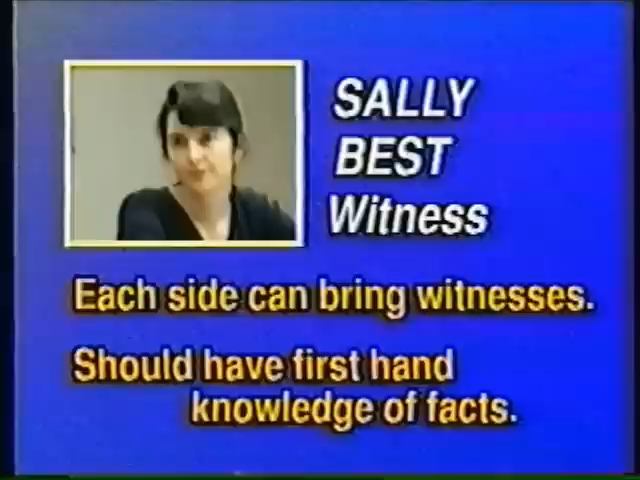 SALLY
BEST
Witness
Each side can bring witnesses.
Should have first hand
knowledge of facts.